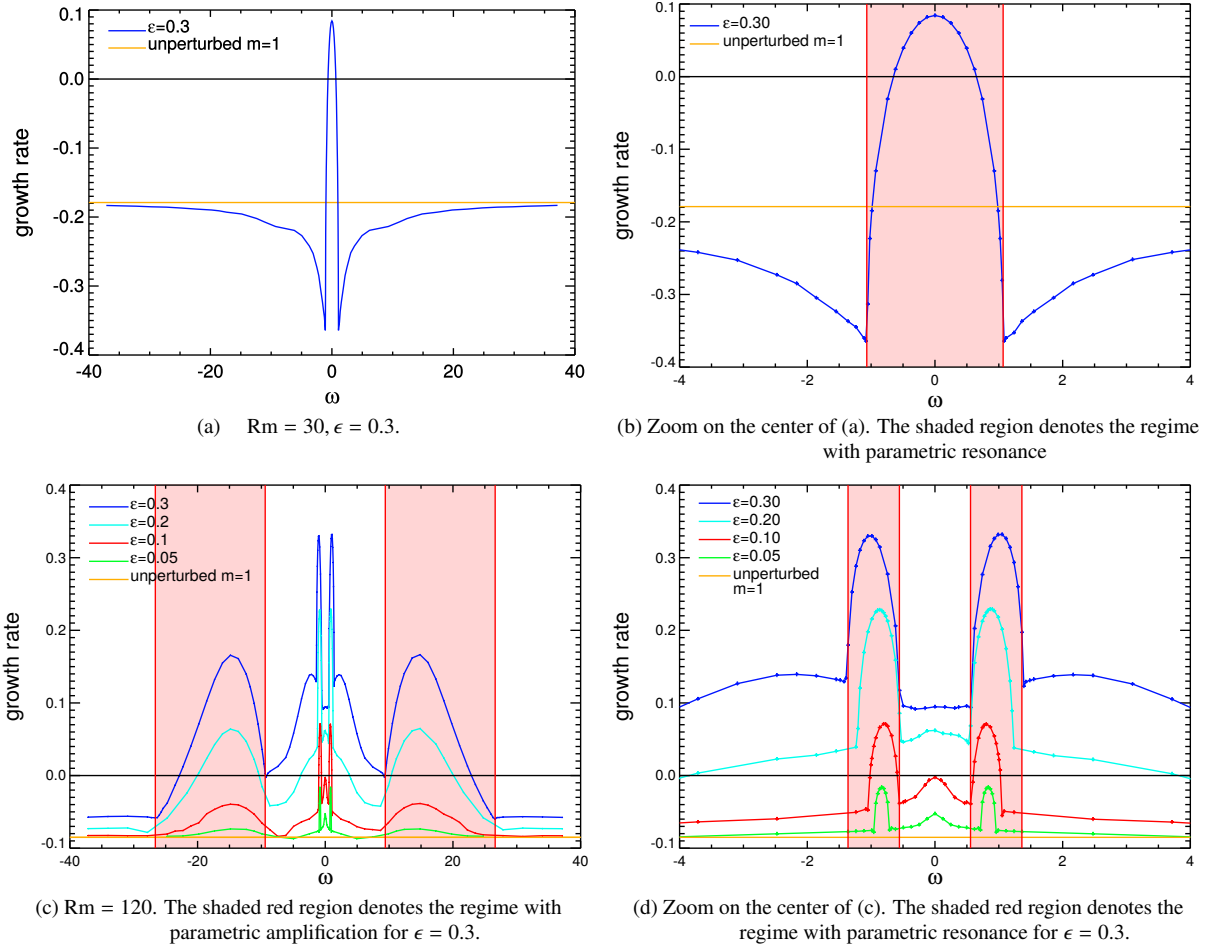 ε=0.3
unperturbed m=1
growth rate
0.1
0.0
-0.1
-0.2
-0.3
-0.4
-40
-20
0
20
40
ω
(a) Rm = 30, ϵ = 0.3.
ε=0.30
unperturbed m=1
growth rate
0.1
0.0
-0.1
-0.2
-0.3
-0.4
-4
-2
0
2
4
ω
(b) Zoom on the center of (a). The shaded region denotes the regime
with parametric resonance
ε=0.3
ε=0.2
ε=0.1
ε=0.05
unperturbed m=1
growth rate
0.4
0.3
0.2
0.1
0.0
-0.1
-40
-20
0
20
40
ω
(c) Rm = 120. The shaded red region denotes the regime with
parametric amplification for ϵ = 0.3.
ε=0.30
ε=0.20
ε=0.10
ε=0.05
unperturbed
m=1
growth rate
0.4
0.3
0.2
0.1
0.0
-0.1
-4
-2
0
2
4
ω
(d) Zoom on the center of (c). The shaded red region denotes the
regime with parametric resonance for ϵ = 0.3.